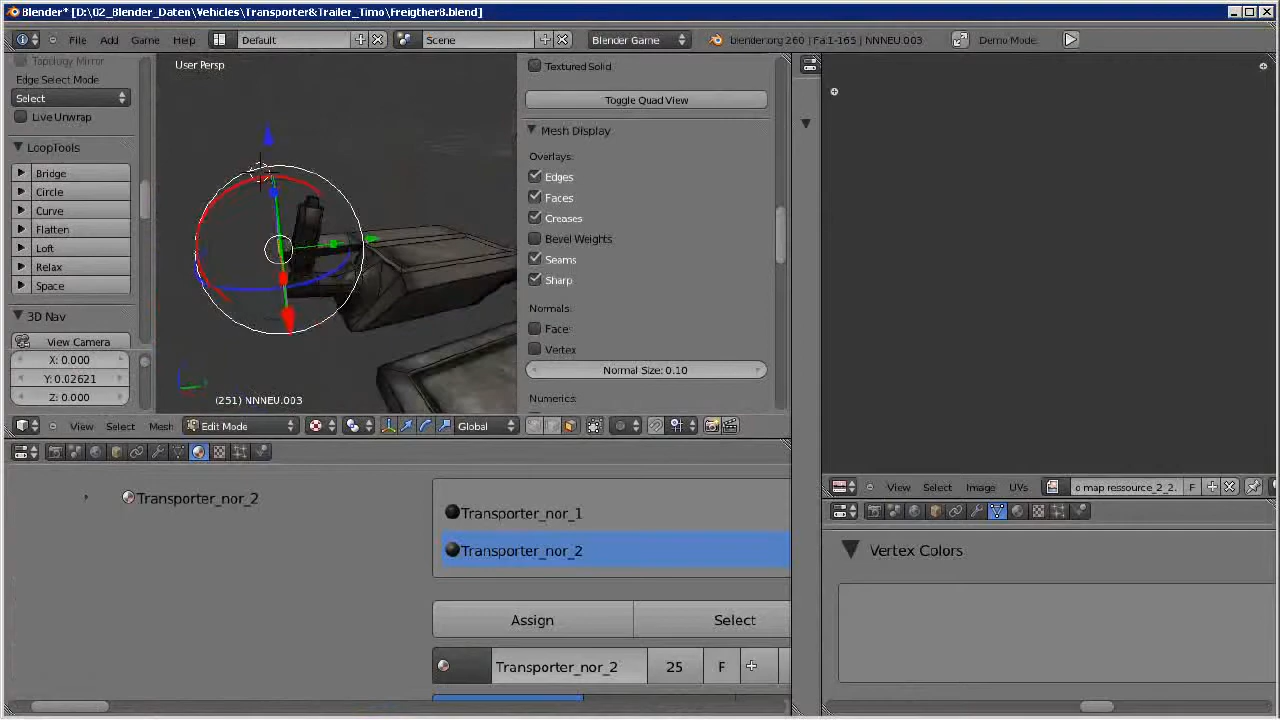 Blender* [D:\02_Blender_Daten\Vehicles\Transporter&Trailer_Timo\Freigther8.blend]
File Add Game Help Default Scene Blender Game blender.org 260 | Fa:1-165 | NNNEU.003 Demo Mode:
Topology Mirror
Edge Select Mode
Select
Live Unwrap
LoopTools
Bridge
Circle
Curve
Flatten
Loft
Relax
Space
3D Nav
View Camera
X: 0.000
Y: 0.02621
Z: 0.000
User Persp
(251) NNNEU.003
Textured Solid
Toggle Quad View
Mesh Display
Overlays:
Edges
Faces
Creases
Bevel Weights
Seams
Sharp
Normals:
Face
Vertex
Normal Size: 0.10
Numerics:
View Select Mesh Edit Mode Global
Transporter_nor_2
Transporter_nor_1
Transporter_nor_2
Assign Select
Transporter_nor_2 25 F
View Select Image UVs o map ressource_2_2. F
Vertex Colors